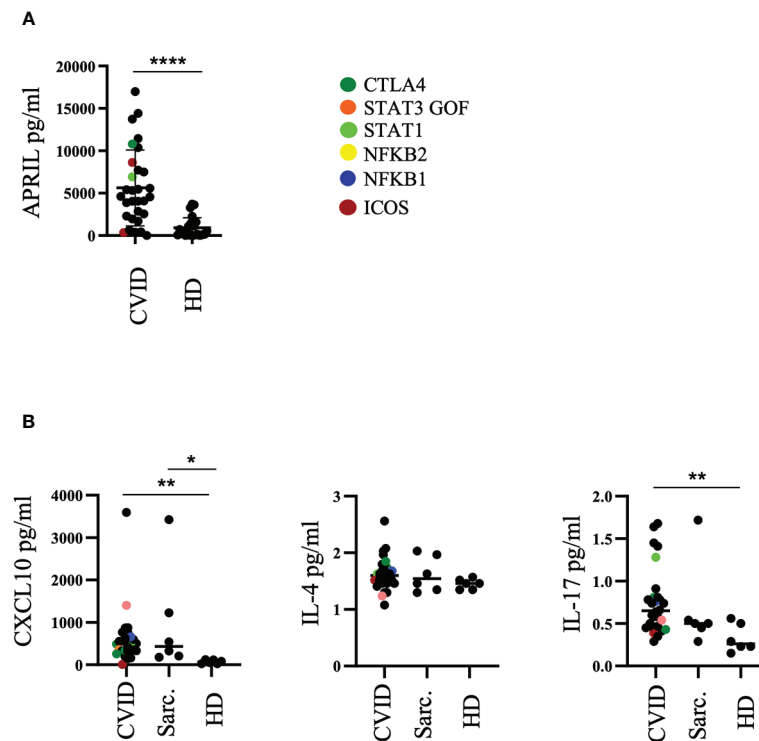 A
****
20000
15000
10000
5000
0
APRIL pg/ml
CVID
HD
CTLA4
STAT3 GOF
STAT1
NFKB2
NFKB1
ICOS
B
*
**
4000
3000
2000
1000
0
CXCL10 pg/ml
CVID
Sarc.
HD
3
2
1
0
IL-4 pg/ml
CVID
Sarc.
HD
**
2.0
1.5
1.0
0.5
0.0
IL-17 pg/ml
CVID
Sarc.
HD